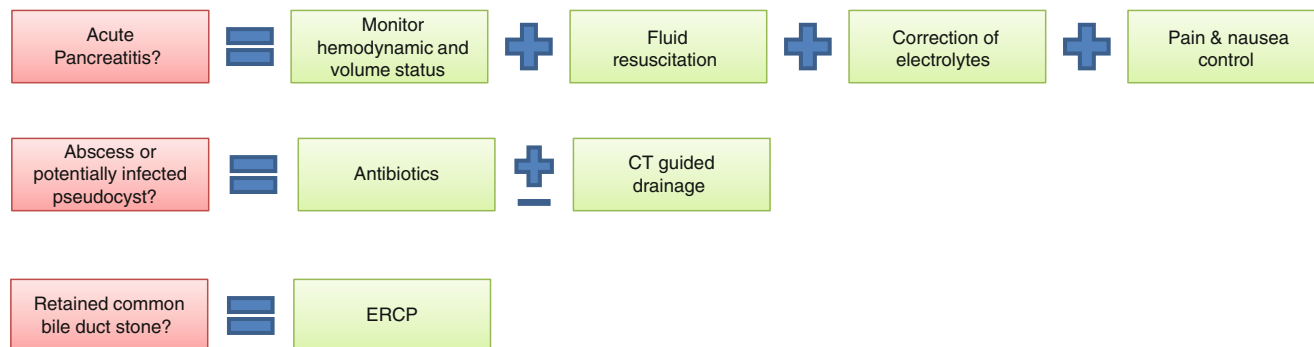 Acute
Pancreatitis?
Monitor
hemodynamic and
volume status
Fluid
resuscitation
Correction of
electrolytes
Pain & nausea
control
Abscess or
potentially infected
pseudocyst?
Antibiotics
CT guided
drainage
Retained common
bile duct stone?
ERCP